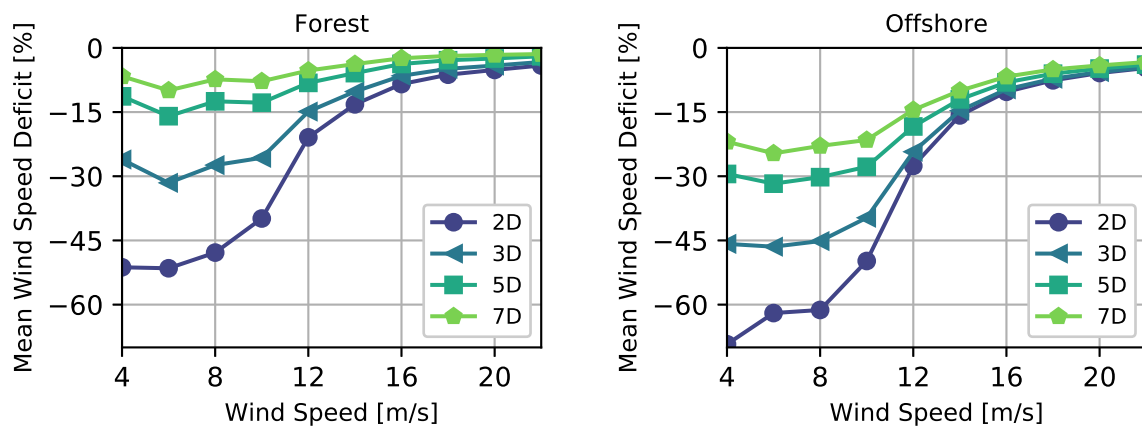 Forest
Mean Wind Speed Deficit [%]
0
−15
−30
−45
−60
2D
3D
5D
7D
4 8 12 16 20
Wind Speed [m/s]
Offshore
Mean Wind Speed Deficit [%]
0
−15
−30
−45
−60
2D
3D
5D
7D
4 8 12 16 20
Wind Speed [m/s]